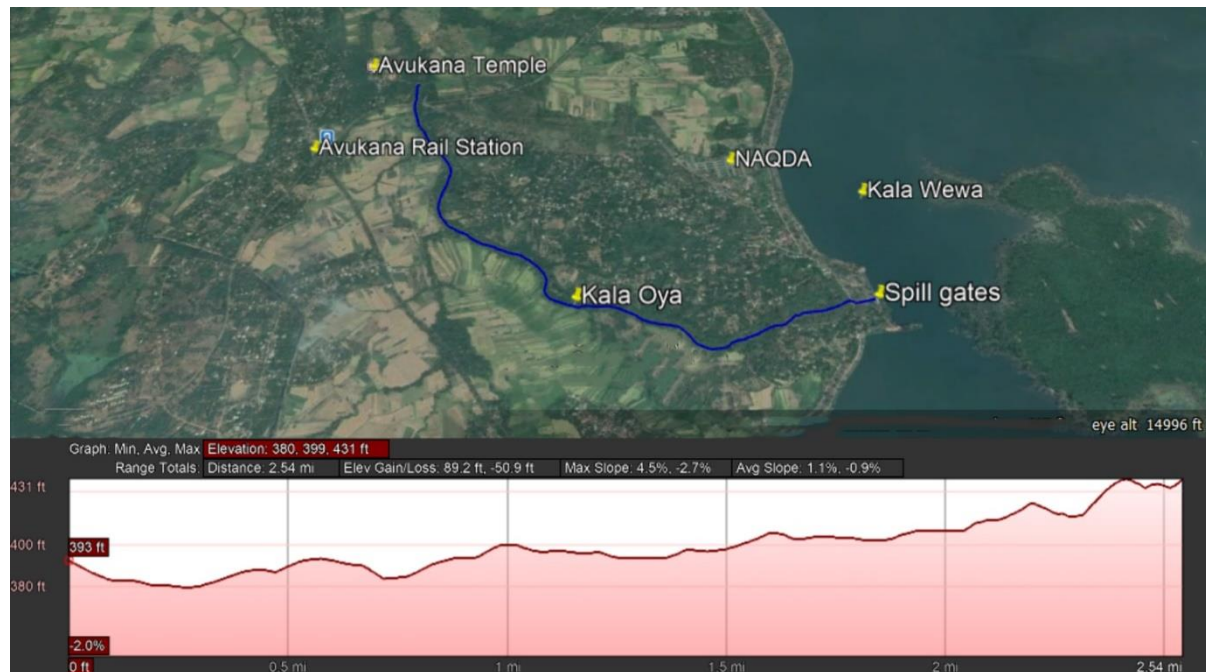 Avukana Temple
Avukana Rail Station
NAQDA
Kala Wewa
Kala Oya
Spill gates
eye alt 14996 ft
Graph: Min, Avg, Max Elevation: 380, 399, 431 ft
Range Totals: Distance: 2.54 mi Elev Gain/Loss: 89.2 ft, -50.9 ft Max Slope: 4.5%, -2.7% Avg Slope: 1.1%, -0.9%
431 ft
393 ft
400 ft
380 ft
-2.0%
0 ft 0.5 mi 1 mi 1.5 mi 2 mi 2.54 mi